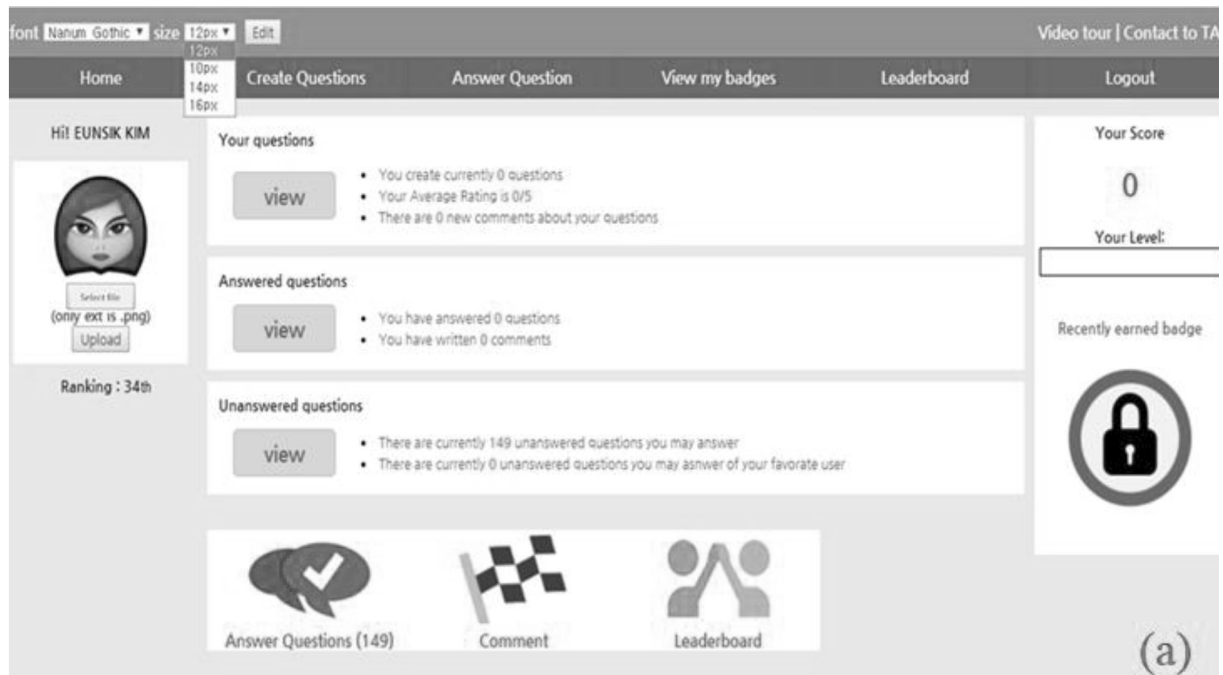 font Nanum Gothic size 12px Edit
Video tour | Contact to TA
12px
10px
14px
16px
Home Create Questions Answer Question View my badges Leaderboard Logout
Hi! EUNSIK KIM
Select file
(only ext is .png)
Upload
Ranking : 34th
Your questions
view
You create currently 0 questions
Your Average Rating is 0/5
There are 0 new comments about your questions
Answered questions
view
You have answered 0 questions
You have written 0 comments
Unanswered questions
view
There are currently 149 unanswered questions you may answer
There are currently 0 unanswered questions you may asnwer of your favorate user
Your Score
0
Your Level:
Recently earned badge
Answer Questions (149) Comment Leaderboard
(a)